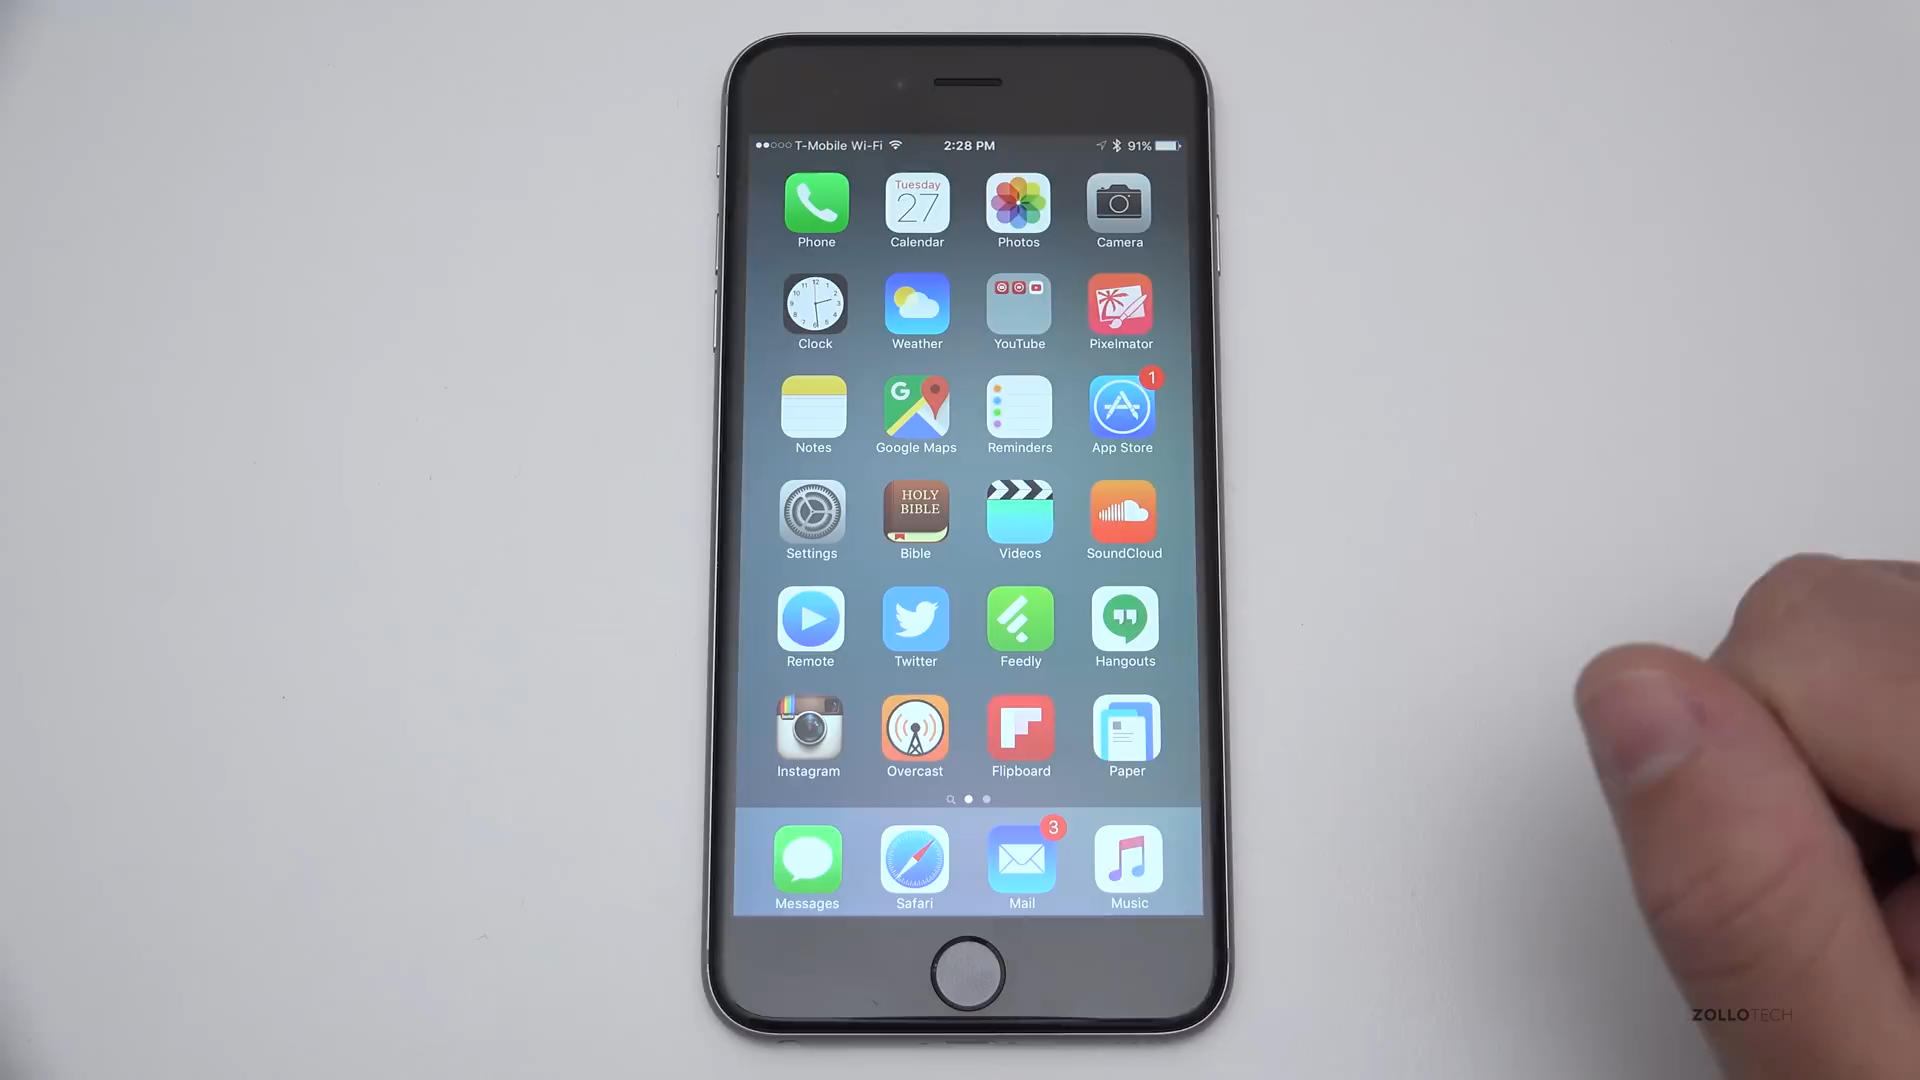 T-Mobile Wi-Fi 2:28 PM 91%
Tuesday
27
Phone Calendar Photos Camera
Clock Weather YouTube Pixelmator
G 1
Notes Google Maps Reminders App Store
HOLY
BIBLE
Settings Bible Videos SoundCloud
Remote Twitter Feedly Hangouts
Instagram Overcast Flipboard Paper
3
Messages Safari Mail Music
ZOLLOTECH